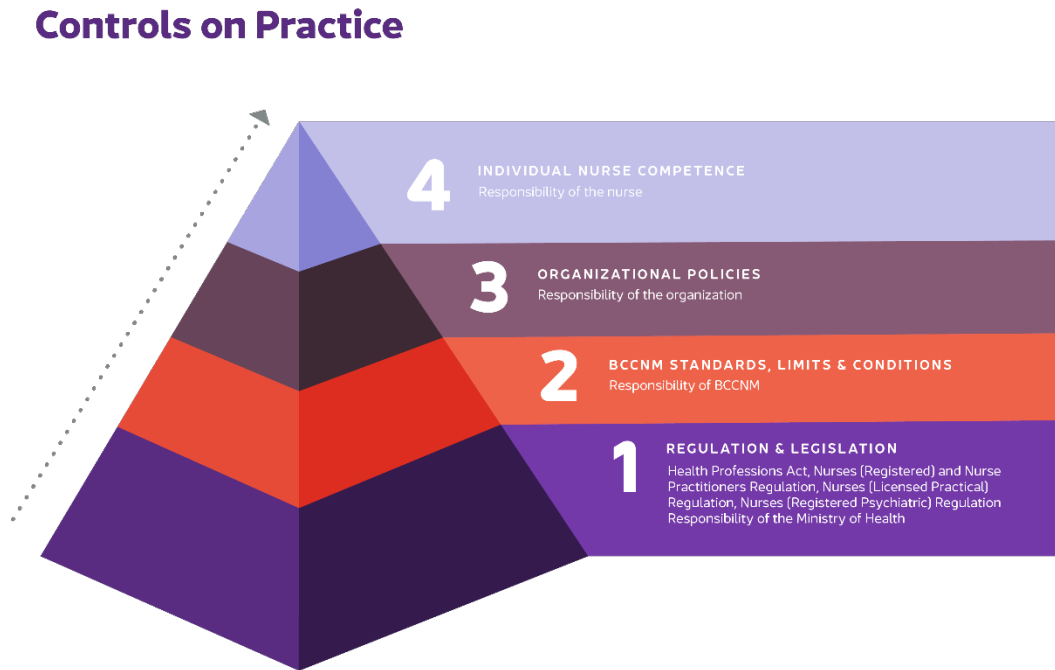 Controls on Practice
4
INDIVIDUAL NURSE COMPETENCE
Responsibility of the nurse
3
ORGANIZATIONAL POLICIES
Responsibility of the organization
2
BCCNM STANDARDS, LIMITS & CONDITIONS
Responsibility of BCCNM
1
REGULATION & LEGISLATION
Health Professions Act, Nurses (Registered) and Nurse
Practitioners Regulation, Nurses (Licensed Practical)
Regulation, Nurses (Registered Psychiatric) Regulation
Responsibility of the Ministry of Health